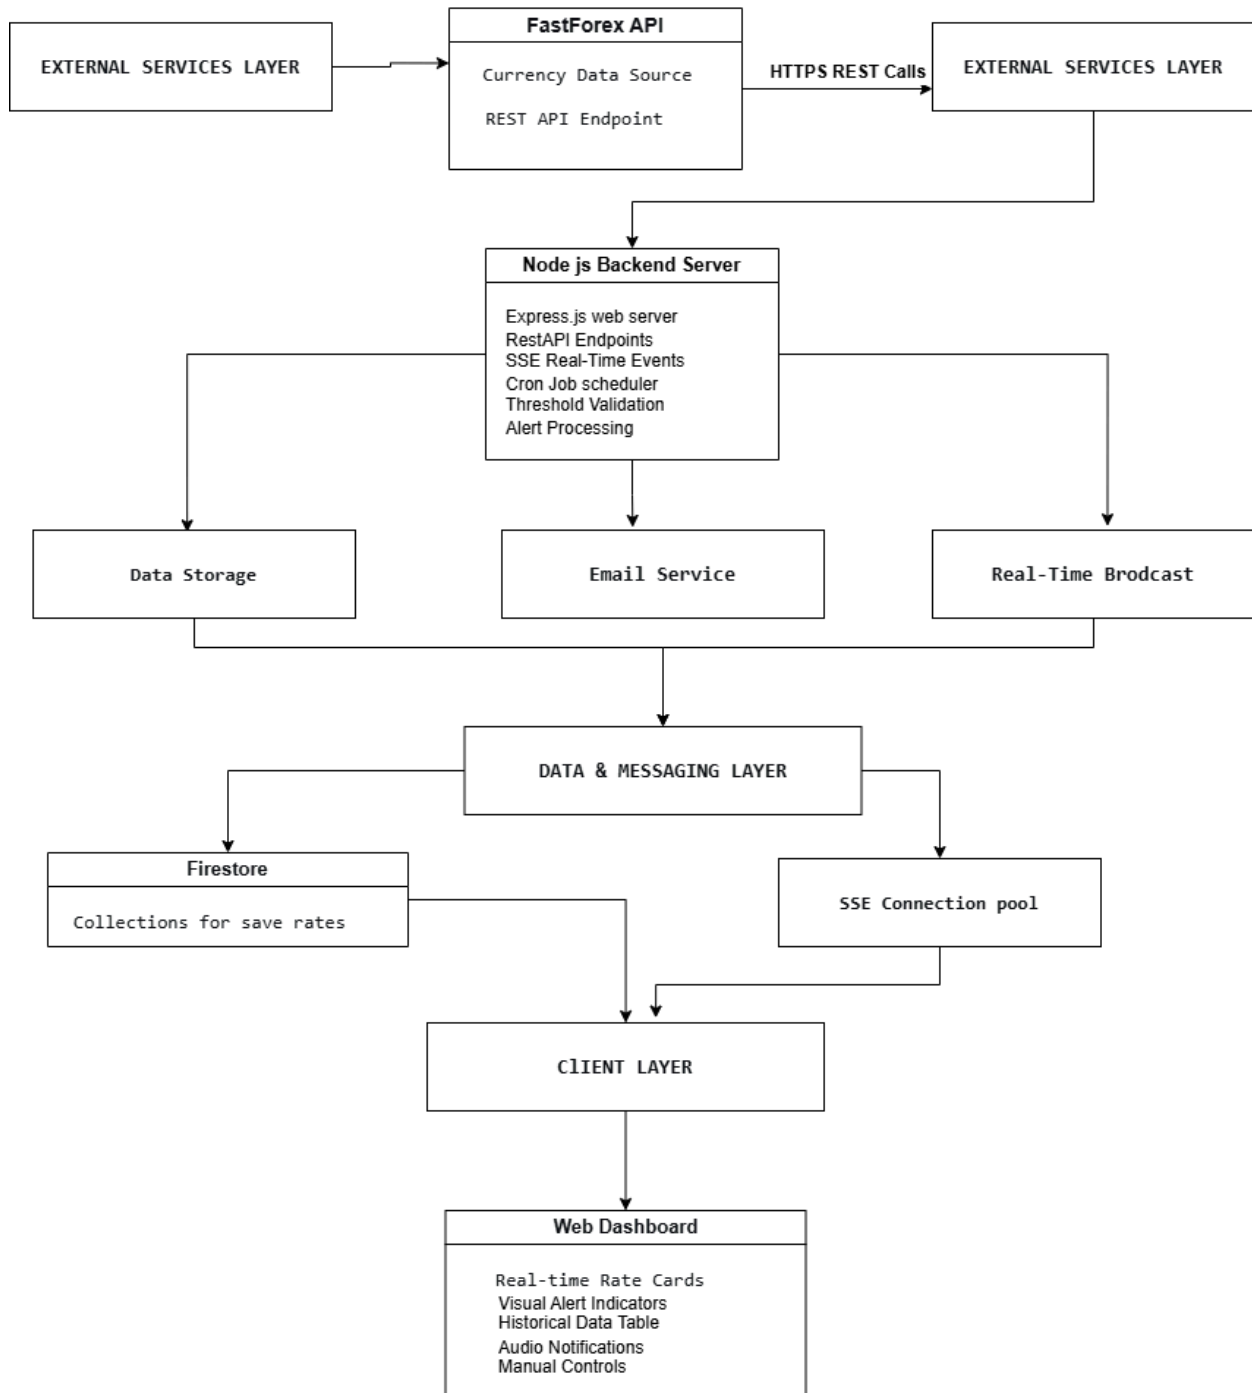 EXTERNAL SERVICES LAYER
FastForex API
Currency Data Source
REST API Endpoint
HTTPS REST Calls
EXTERNAL SERVICES LAYER
Node js Backend Server
Express.js web server
RestAPI Endpoints
SSE Real-Time Events
Cron Job scheduler
Threshold Validation
Alert Processing
Data Storage
Email Service
Real-Time Brodcast
DATA & MESSAGING LAYER
Firestore
Collections for save rates
SSE Connection pool
ClIENT LAYER
Web Dashboard
Real-time Rate Cards
Visual Alert Indicators
Historical Data Table
Audio Notifications
Manual Controls